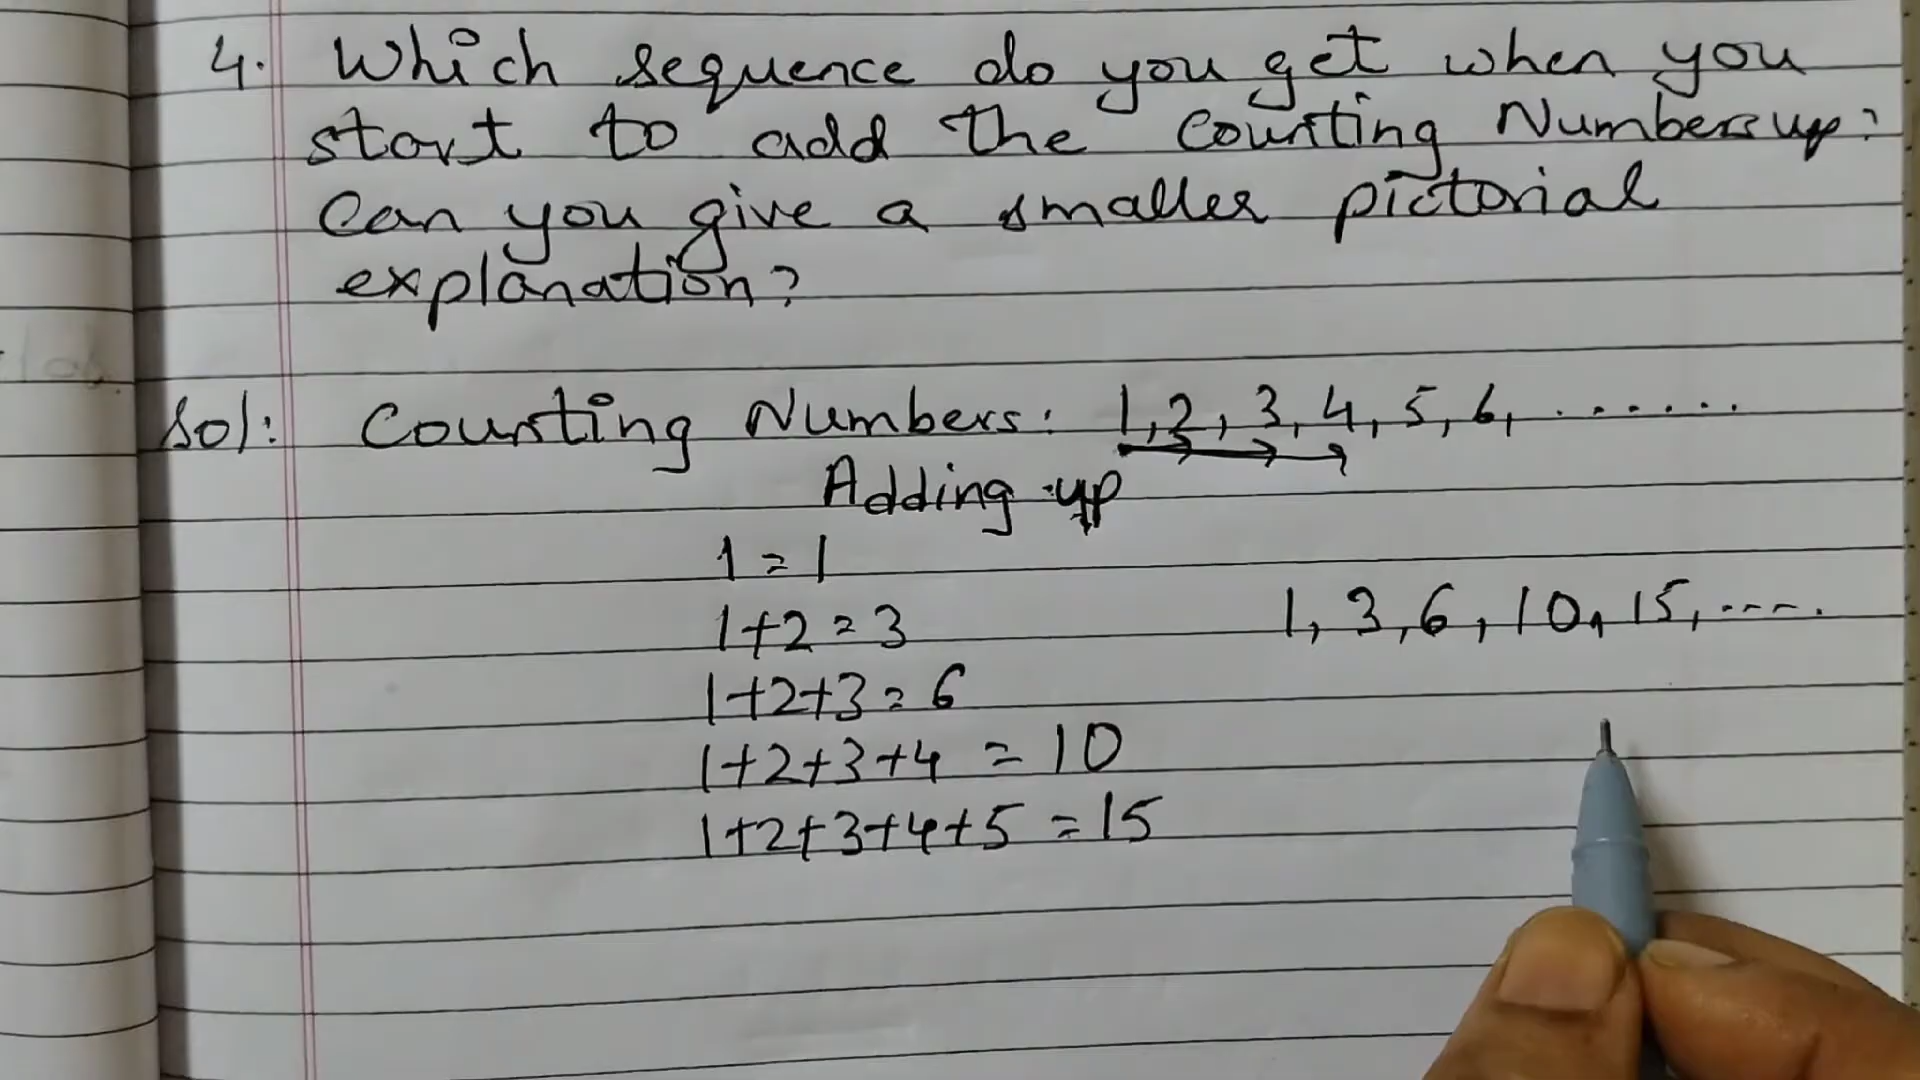 4. Which sequence do you get when you
start to add the Counting Numbers up?
Can you give a smaller pictorial
explanation?
Sol: Counting Numbers: 1, 2, 3, 4, 5, 6, .......
Adding up
1 = 1
1+2 = 3
1, 3, 6, 10, 15, ----.
1+2+3 = 6
1+2+3+4 = 10
1+2+3+4+5 = 15